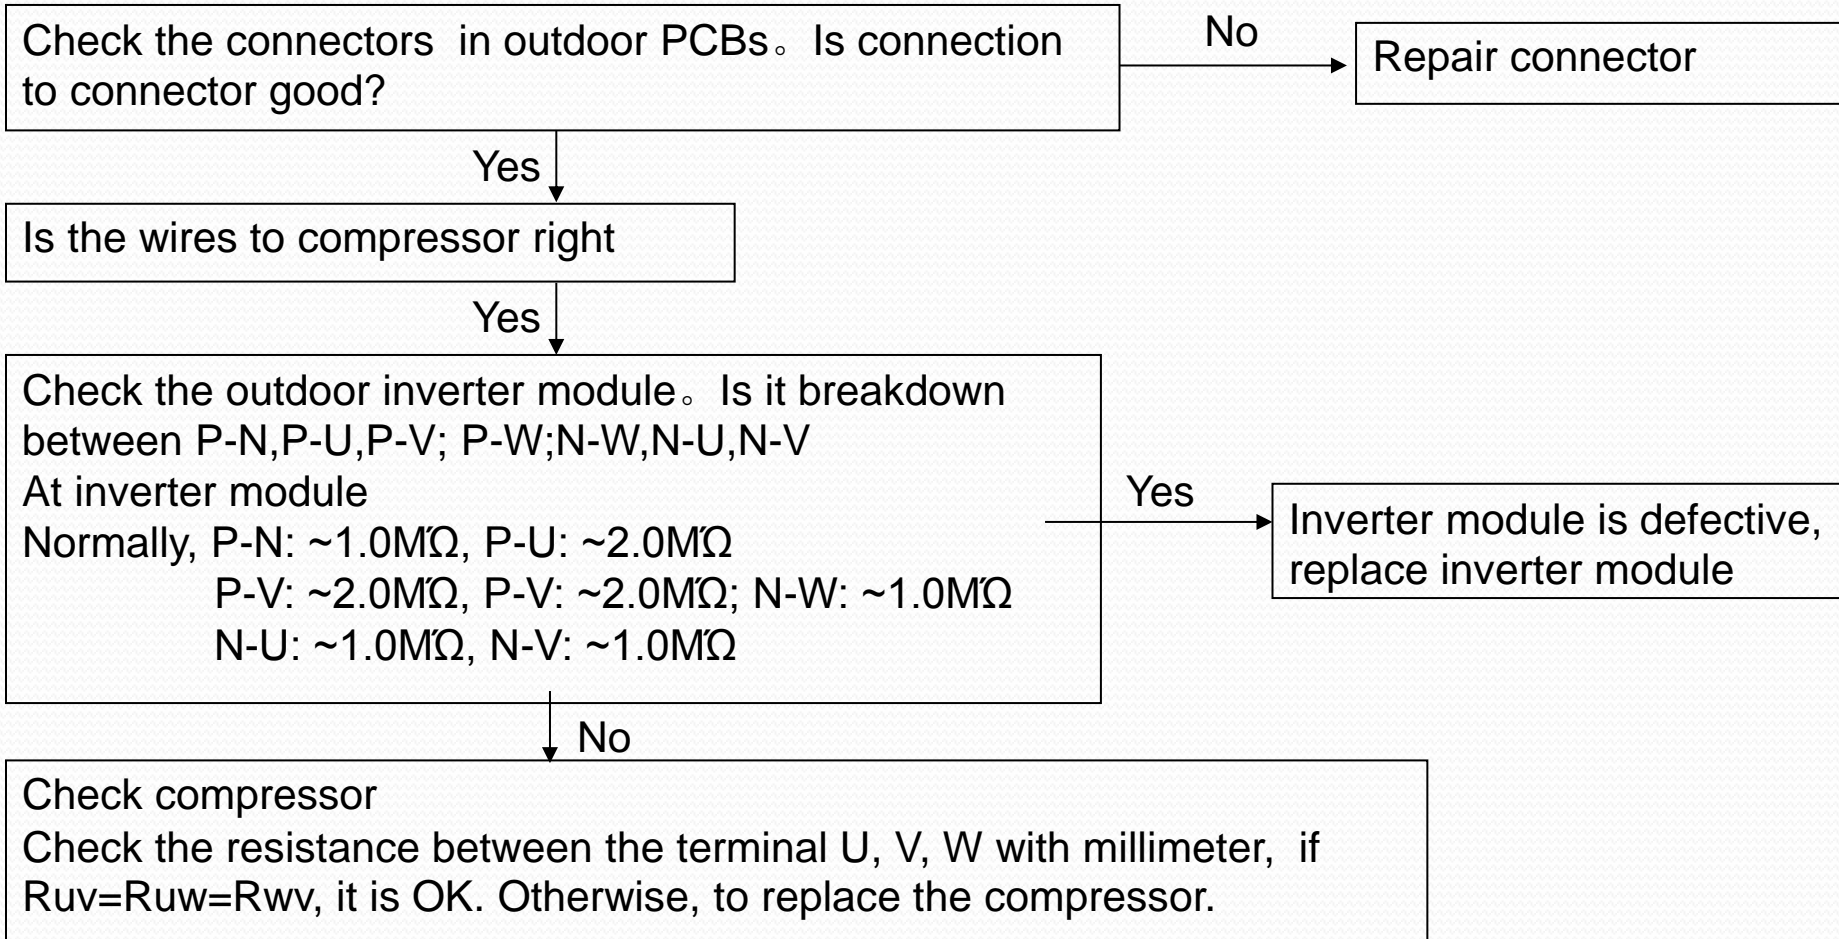 Check the connectors  in outdoor PCBs。Is connection
to connector good?
No
Repair connector
Yes
Is the wires to compressor right
Yes
Check the outdoor inverter module。Is it breakdown
between P-N,P-U,P-V; P-W;N-W,N-U,N-V
At inverter module
Normally, P-N: ~1.0MΏ, P-U: ~2.0MΏ
P-V: ~2.0MΏ, P-V: ~2.0MΏ; N-W: ~1.0MΏ
N-U: ~1.0MΏ, N-V: ~1.0MΏ
Yes
Inverter module is defective,
replace inverter module
No
Check compressor
Check the resistance between the terminal U, V, W with millimeter,  if
Ruv=Ruw=Rwv, it is OK. Otherwise, to replace the compressor.